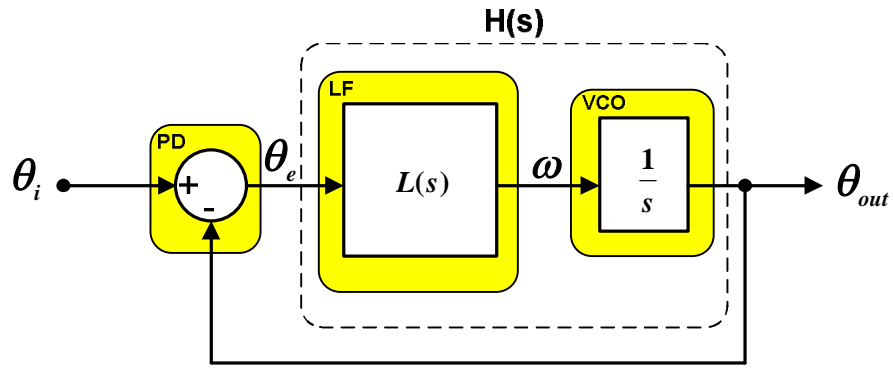 H(s)
LF
VCO
PD
θi
+
-
θe
L(s)
ω
1
s
θout